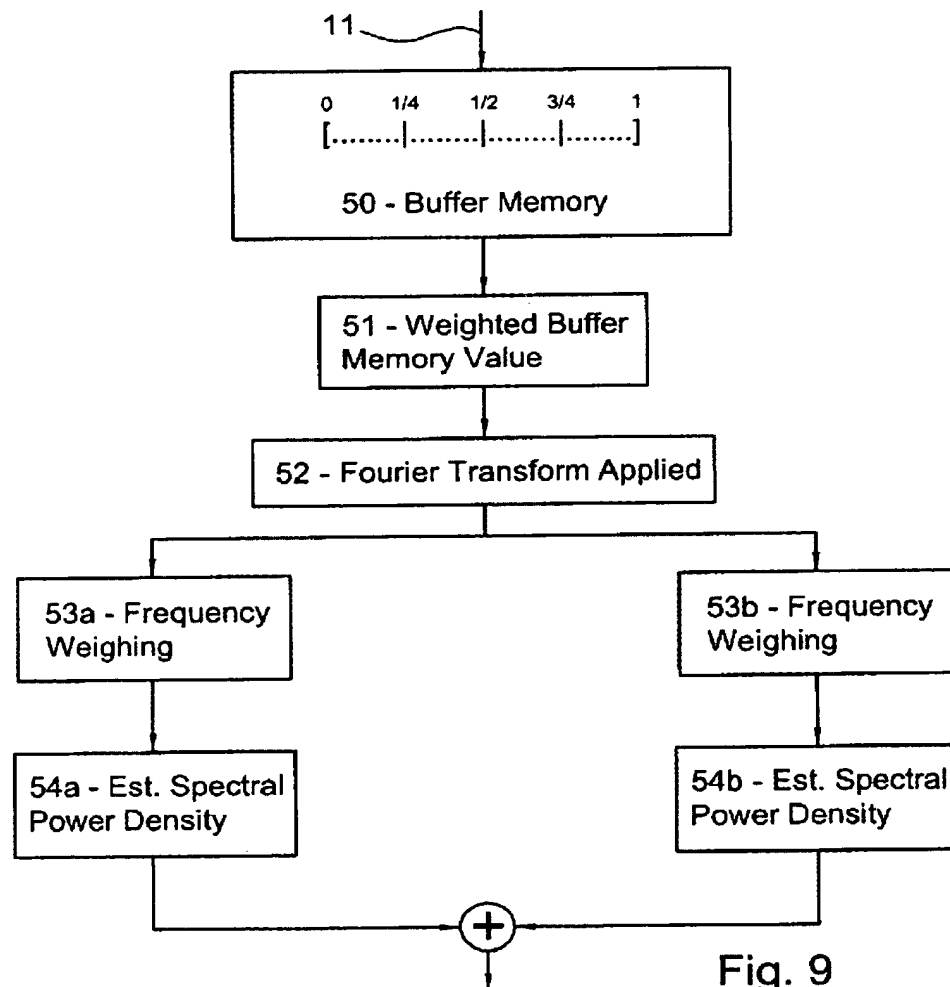 11
0 1/4 1/2 3/4 1
[........|........|........|........]
50 - Buffer Memory
51 - Weighted Buffer
Memory Value
52 - Fourier Transform Applied
53a - Frequency
Weighing
53b - Frequency
Weighing
54a - Est. Spectral
Power Density
54b - Est. Spectral
Power Density
+
Fig. 9